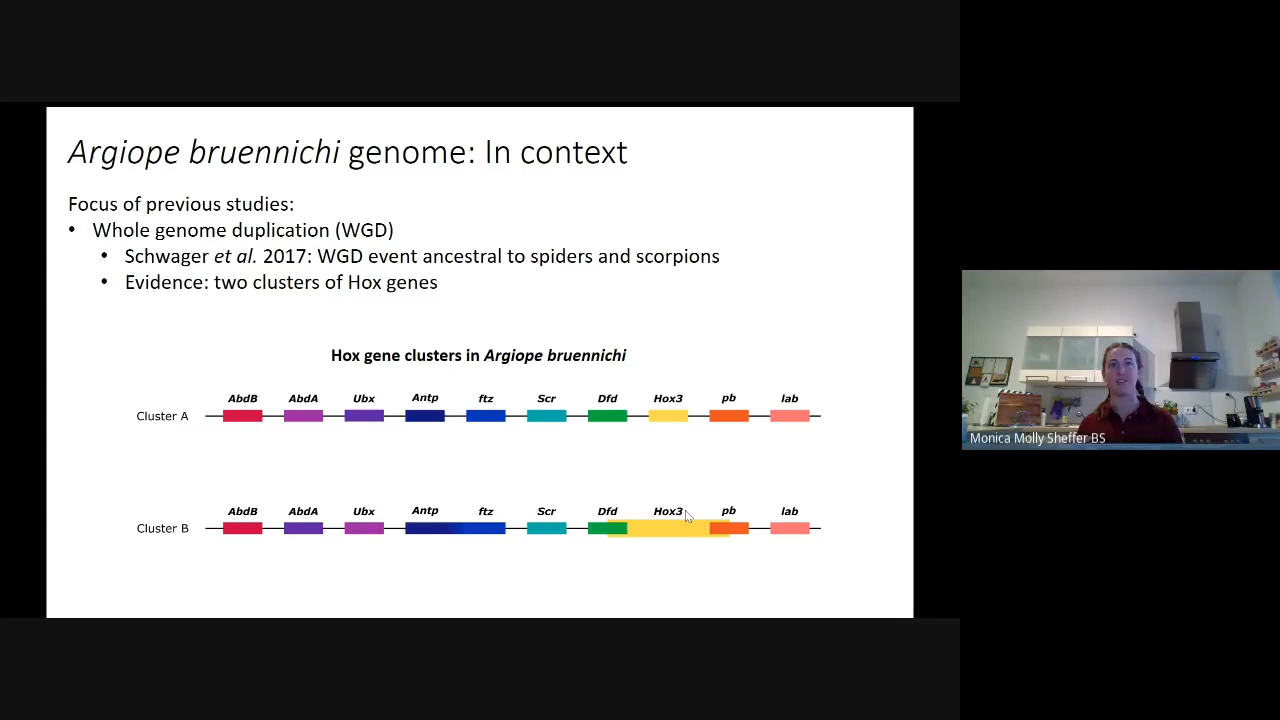 Argiope bruennichi genome: In context
Focus of previous studies:
• Whole genome duplication (WGD)
• Schwager et al. 2017: WGD event ancestral to spiders and scorpions
• Evidence: two clusters of Hox genes
Hox gene clusters in Argiope bruennichi
AbdB AbdA Ubx Antp ftz Scr Dfd Hox3 pb lab
Cluster A
AbdB AbdA Ubx Antp ftz Scr Dfd Hox3 pb lab
Cluster B
Monica Molly Sheffer BS